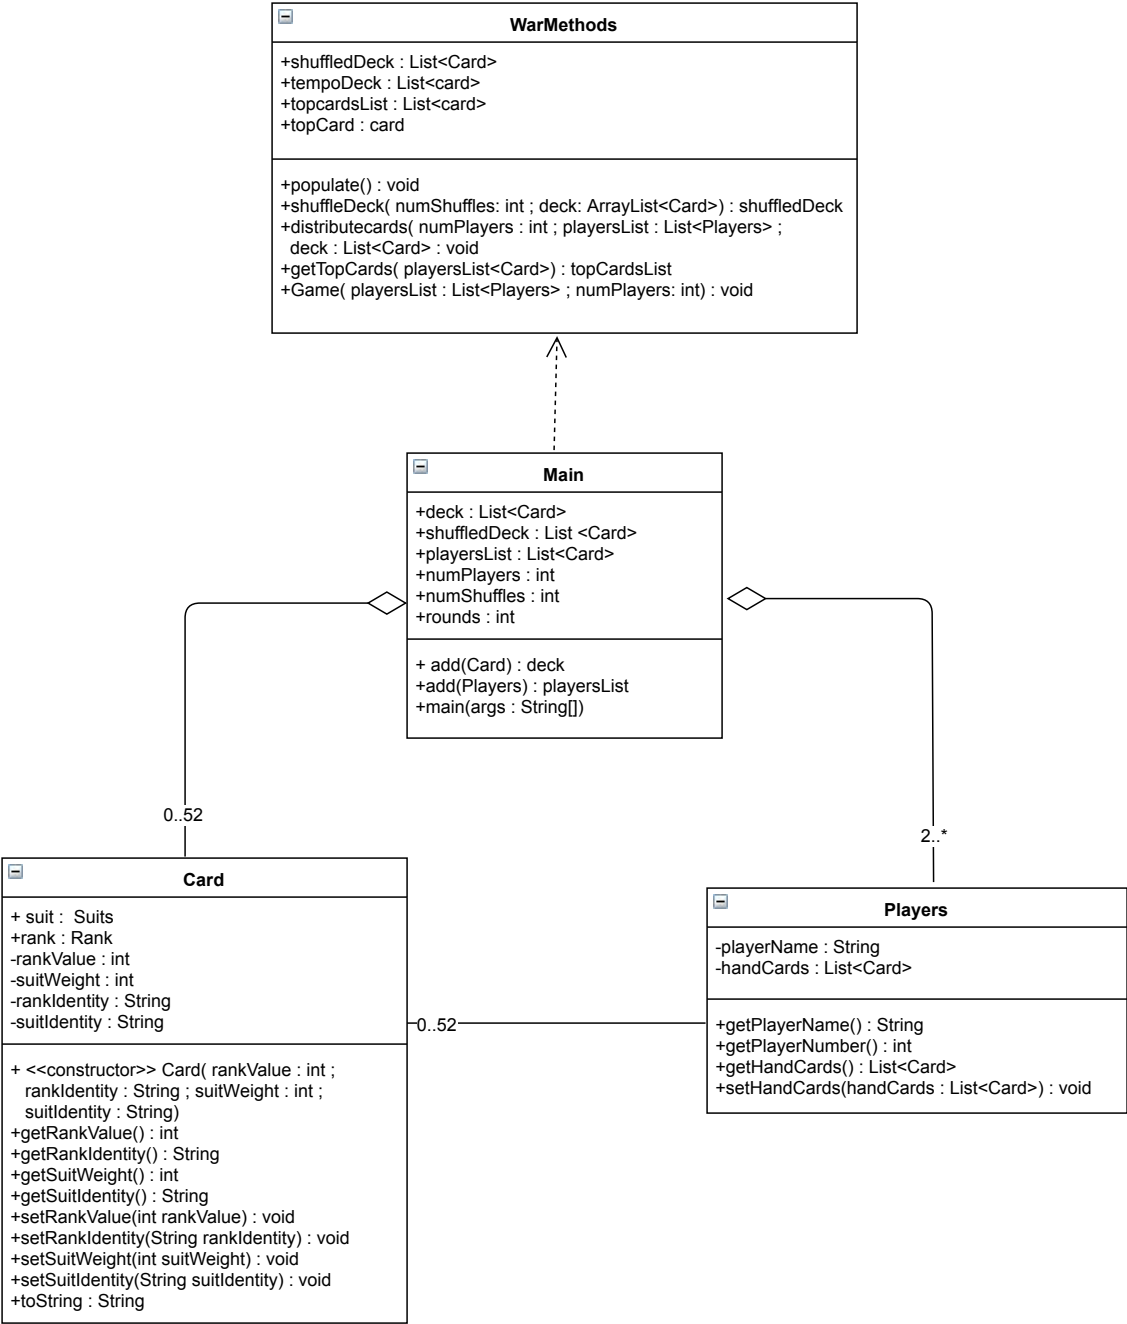 WarMethods
+shuffledDeck : List<Card>
+tempoDeck : List<card>
+topcardsList : List<card>
+topCard : card
+populate() : void
+shuffleDeck( numShuffles: int ; deck: ArrayList<Card>) : shuffledDeck
+distributecards( numPlayers : int ; playersList : List<Players> ;
deck : List<Card> : void
+getTopCards( playersList<Card>) : topCardsList
+Game( playersList : List<Players> ; numPlayers: int) : void
Main
+deck : List<Card>
+shuffledDeck : List <Card>
+playersList : List<Card>
+numPlayers : int
+numShuffles : int
+rounds : int
+ add(Card) : deck
+add(Players) : playersList
+main(args : String[])
0..52
2..*
Card
+ suit :  Suits
+rank : Rank
-rankValue : int
-suitWeight : int
-rankIdentity : String
-suitIdentity : String
+ <<constructor>> Card( rankValue : int ;
rankIdentity : String ; suitWeight : int ;
suitIdentity : String)
+getRankValue() : int
+getRankIdentity() : String
+getSuitWeight() : int
+getSuitIdentity() : String
+setRankValue(int rankValue) : void
+setRankIdentity(String rankIdentity) : void
+setSuitWeight(int suitWeight) : void
+setSuitIdentity(String suitIdentity) : void
+toString : String
0..52
Players
-playerName : String
-handCards : List<Card>
+getPlayerName() : String
+getPlayerNumber() : int
+getHandCards() : List<Card>
+setHandCards(handCards : List<Card>) : void